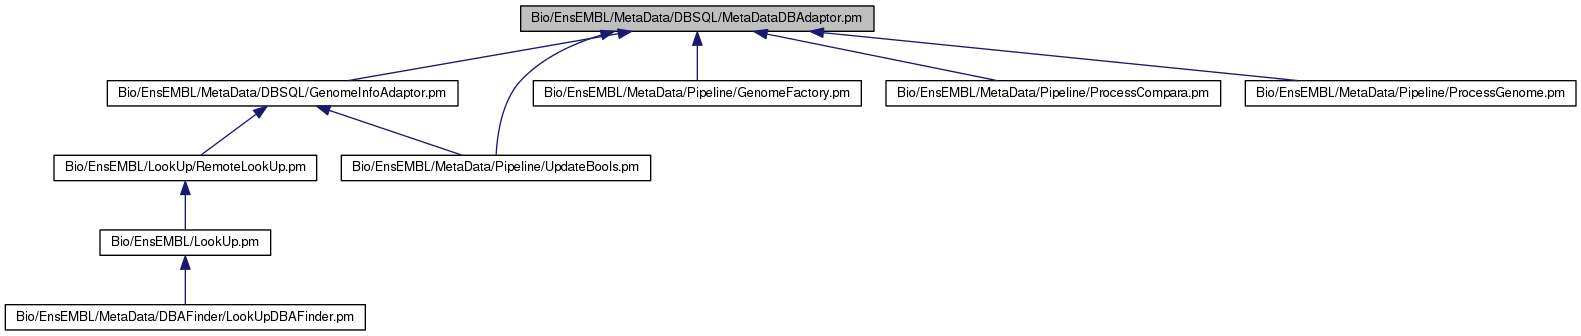 Bio/EnsEMBL/MetaData/DBSQL/MetaDataDBAdaptor.pm
Bio/EnsEMBL/MetaData/DBSQL/GenomeInfoAdaptor.pm
Bio/EnsEMBL/MetaData/Pipeline/GenomeFactory.pm
Bio/EnsEMBL/MetaData/Pipeline/ProcessCompara.pm
Bio/EnsEMBL/MetaData/Pipeline/ProcessGenome.pm
Bio/EnsEMBL/LookUp/RemoteLookUp.pm
Bio/EnsEMBL/MetaData/Pipeline/UpdateBools.pm
Bio/EnsEMBL/LookUp.pm
Bio/EnsEMBL/MetaData/DBAFinder/LookUpDBAFinder.pm